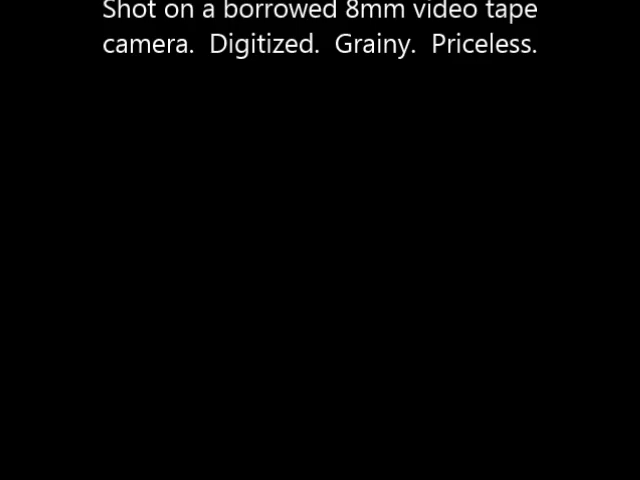 Shot on a borrowed 8mm video tape
camera.  Digitized.  Grainy.  Priceless.